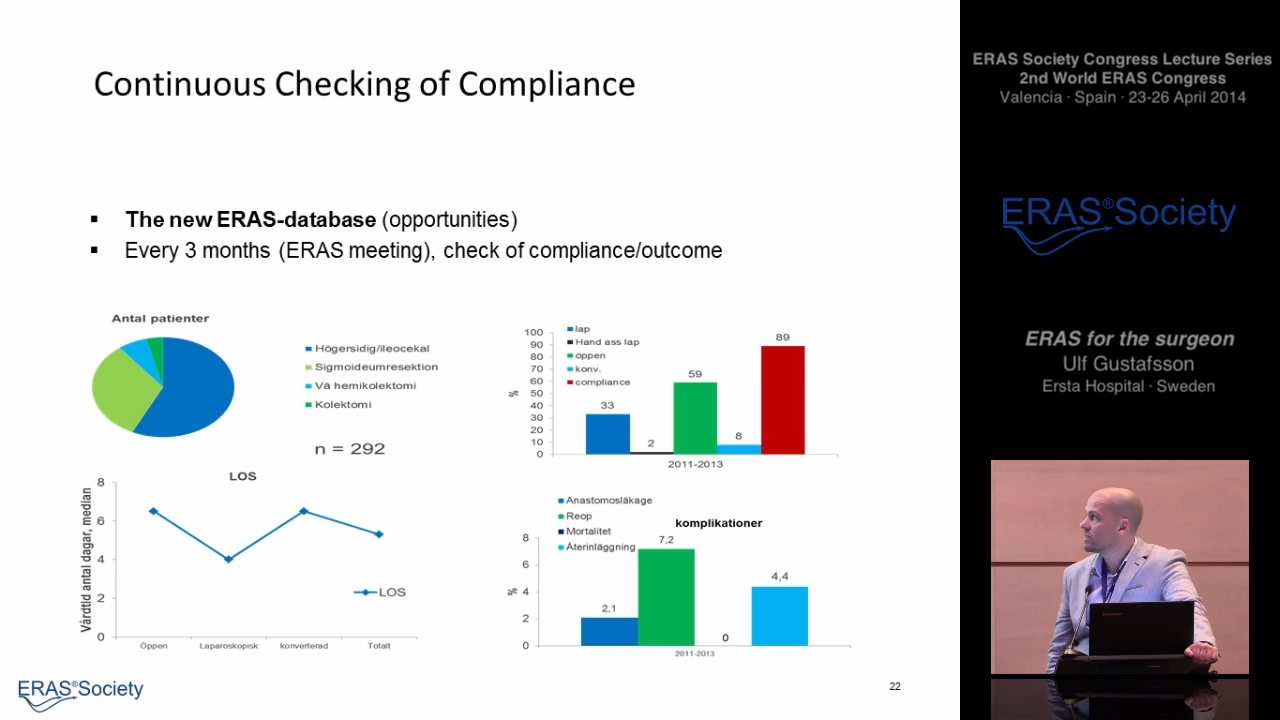 Continuous Checking of Compliance
▪ The new ERAS-database (opportunities)
▪ Every 3 months (ERAS meeting), check of compliance/outcome
Antal patienter
Högersidig/ileocekal
Sigmoideumresektion
Vä hemikolektomi
Kolektomi
n = 292
lap
Hand ass lap
öppen
konv.
compliance
%
100
90
80
70
60
50
40
30
20
10
0
33
2
59
8
89
2011-2013
LOS
Vårdtid antal dagar, median
8
6
4
2
0
LOS
Öppen
Laparoskopisk
konverterad
Totalt
Anastomosläkage
Reop
Mortalitet
Återinläggning
komplikationer
%
8
6
4
2
0
2,1
7,2
0
4,4
2011-2013
ERAS®Society
22
ERAS Society Congress Lecture Series
2nd World ERAS Congress
Valencia · Spain · 23-26 April 2014
ERAS®Society
ERAS for the surgeon
Ulf Gustafsson
Ersta Hospital · Sweden